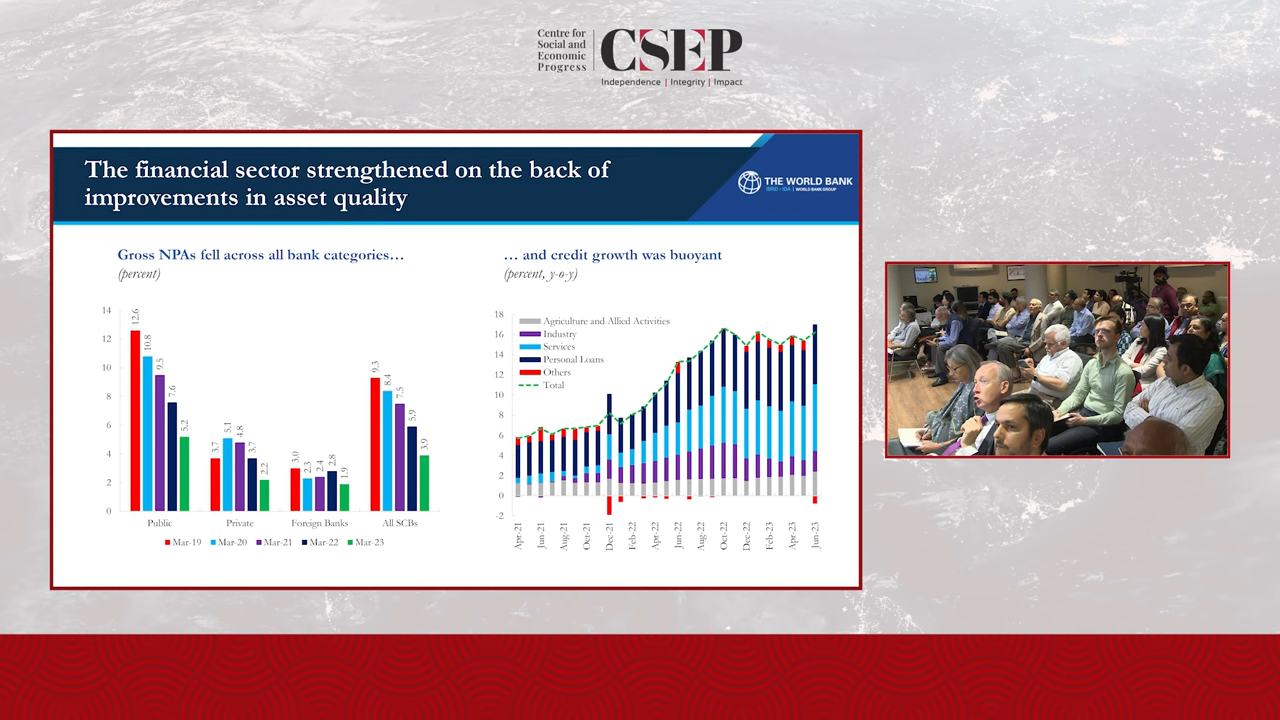 Centre for
Social and
Economic
Progress
CSEP
Independence | Integrity | Impact
The financial sector strengthened on the back of
improvements in asset quality
THE WORLD BANK
IBRD • IDA | WORLD BANK GROUP
Gross NPAs fell across all bank categories…
(percent)
14
12
10
8
6
4
2
0
12.6
10.8
9.5
7.6
5.2
3.7
5.1
4.8
3.7
2.2
3.0
2.3
2.4
2.8
1.9
9.3
8.4
7.5
5.9
3.9
Public
Private
Foreign Banks
All SCBs
Mar-19
Mar-20
Mar-21
Mar-22
Mar-23
… and credit growth was buoyant
(percent, y-o-y)
18
16
14
12
10
8
6
4
2
0
-2
Agriculture and Allied Activities
Industry
Services
Personal Loans
Others
Total
Apr-21
Jun-21
Aug-21
Oct-21
Dec-21
Feb-22
Apr-22
Jun-22
Aug-22
Oct-22
Dec-22
Feb-23
Apr-23
Jun-23